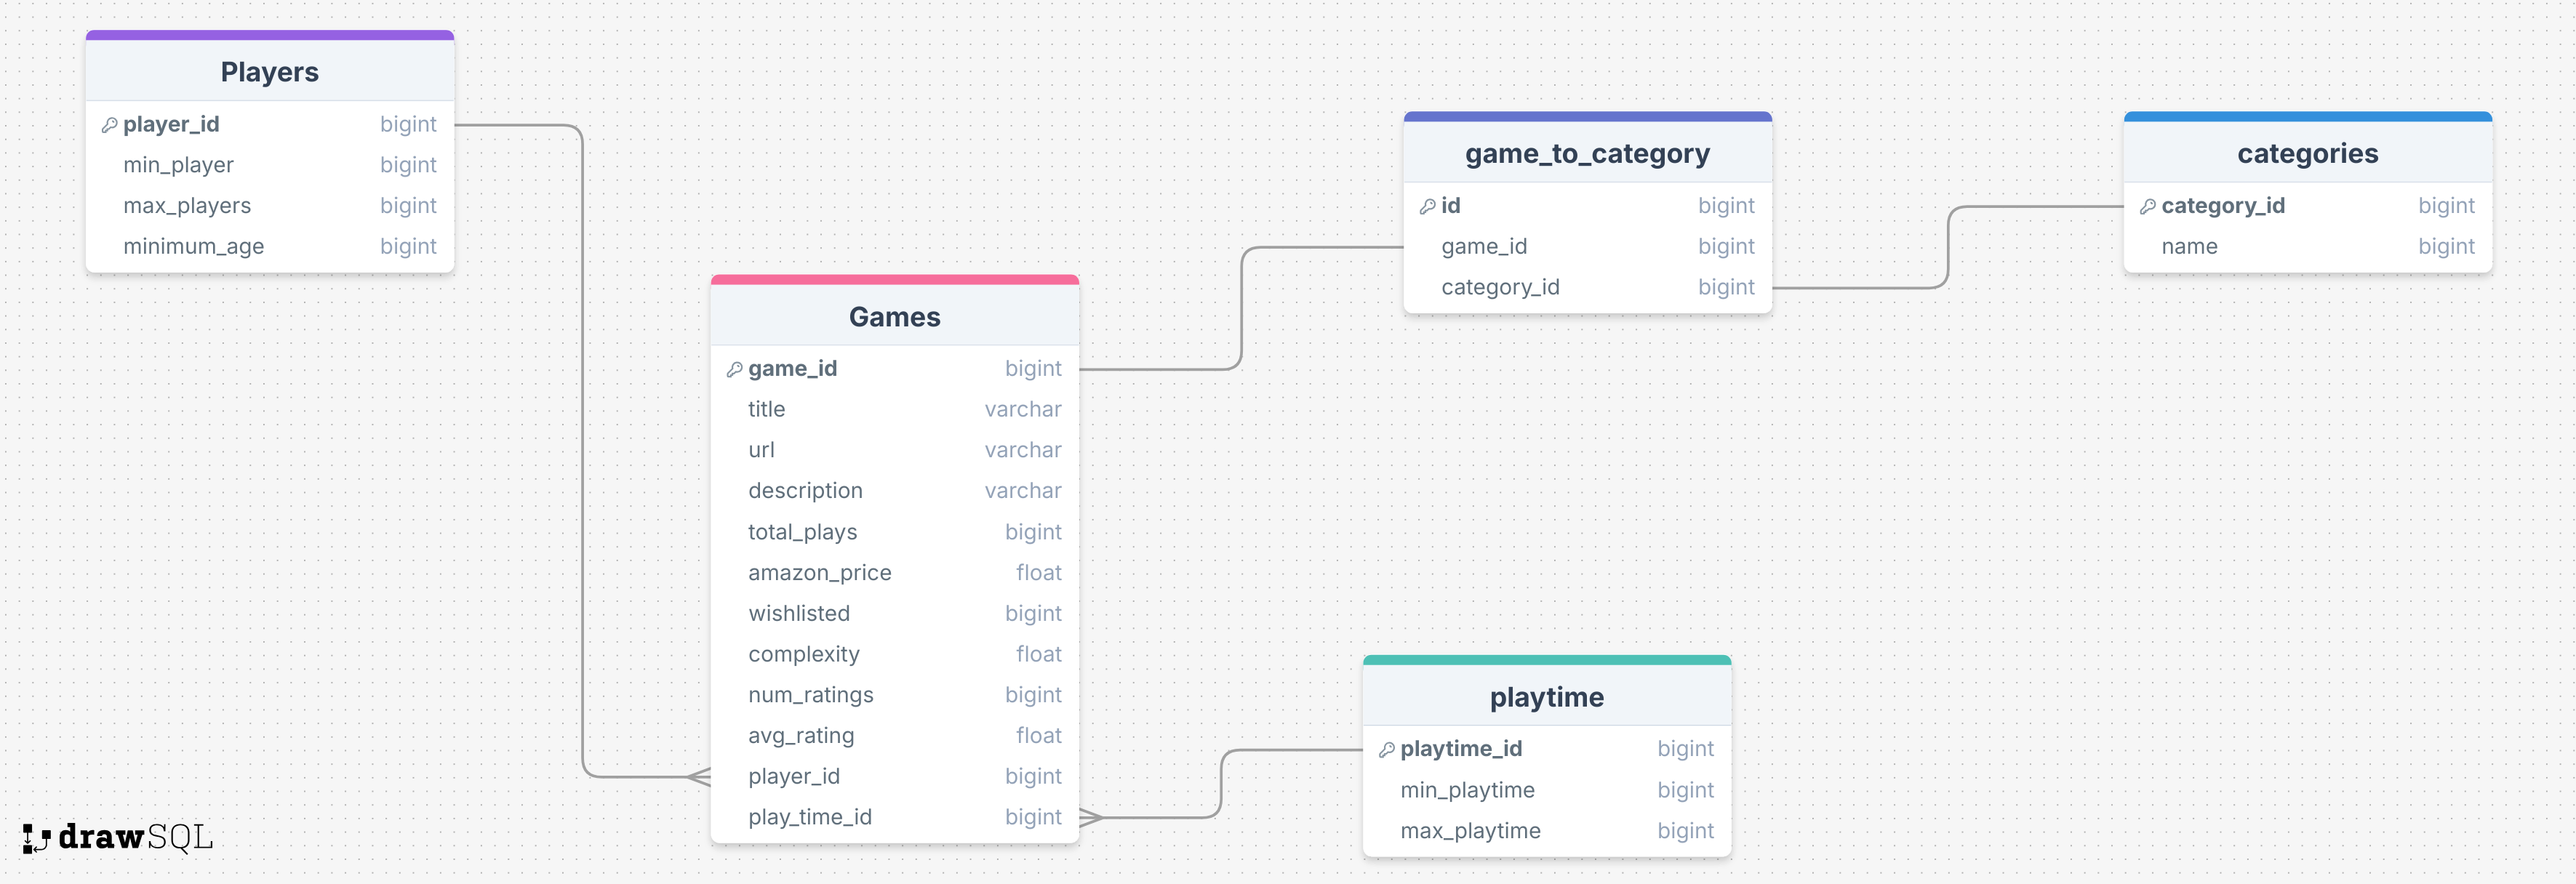 Players
player_id bigint
min_player bigint
max_players bigint
minimum_age bigint
Games
game_id bigint
title varchar
url varchar
description varchar
total_plays bigint
amazon_price float
wishlisted bigint
complexity float
num_ratings bigint
avg_rating float
player_id bigint
play_time_id bigint
game_to_category
id bigint
game_id bigint
category_id bigint
categories
category_id bigint
name bigint
playtime
playtime_id bigint
min_playtime bigint
max_playtime bigint
drawSQL